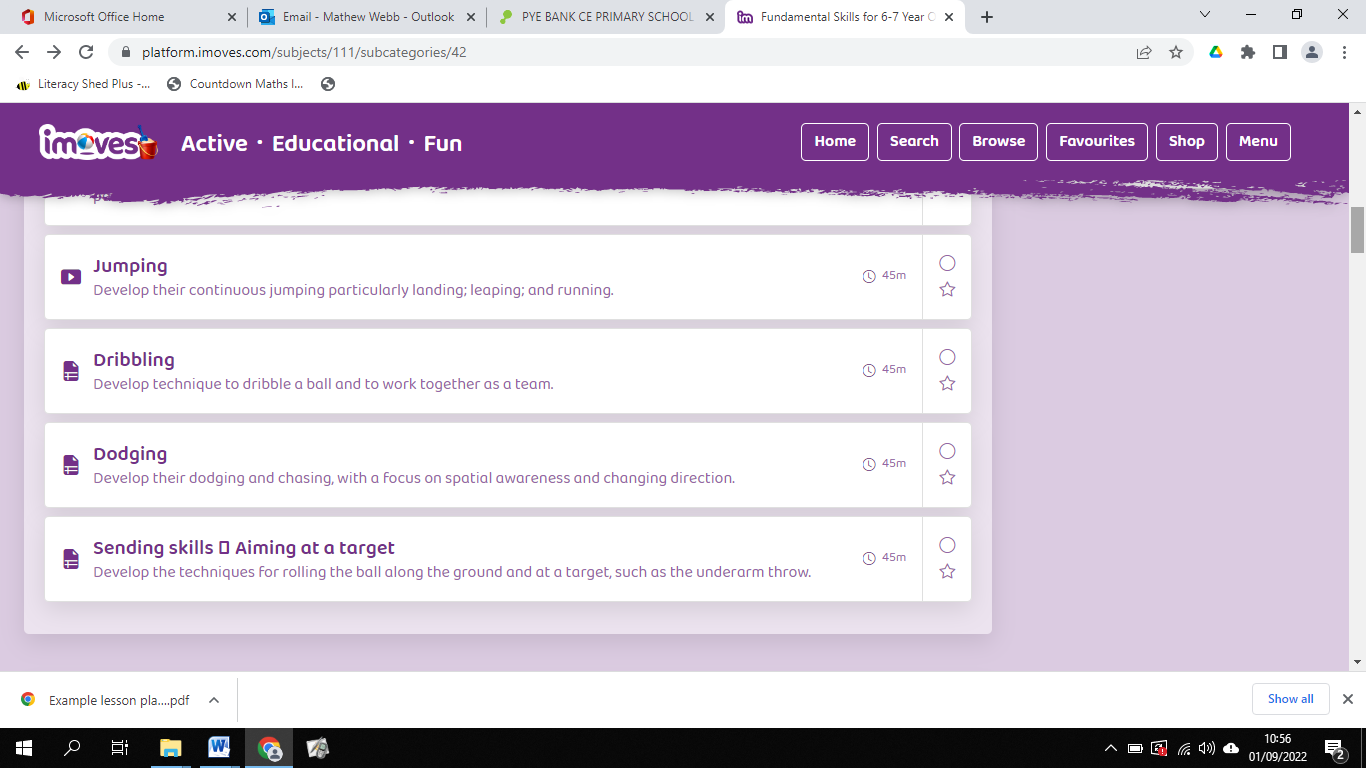 Microsoft Office Home
Email - Mathew Webb - Outlook
PYE BANK CE PRIMARY SCHOOL
Fundamental Skills for 6-7 Year O
platform.imoves.com/subjects/111/subcategories/42
Literacy Shed Plus -...
Countdown Maths I...
imoves
Active · Educational · Fun
Home
Search
Browse
Favourites
Shop
Menu
Jumping
45m
Develop their continuous jumping particularly landing; leaping; and running.
Dribbling
45m
Develop technique to dribble a ball and to work together as a team.
Dodging
45m
Develop their dodging and chasing, with a focus on spatial awareness and changing direction.
Sending skills ▯ Aiming at a target
45m
Develop the techniques for rolling the ball along the ground and at a target, such as the underarm throw.
Example lesson pla....pdf
Show all
10:56
01/09/2022
2